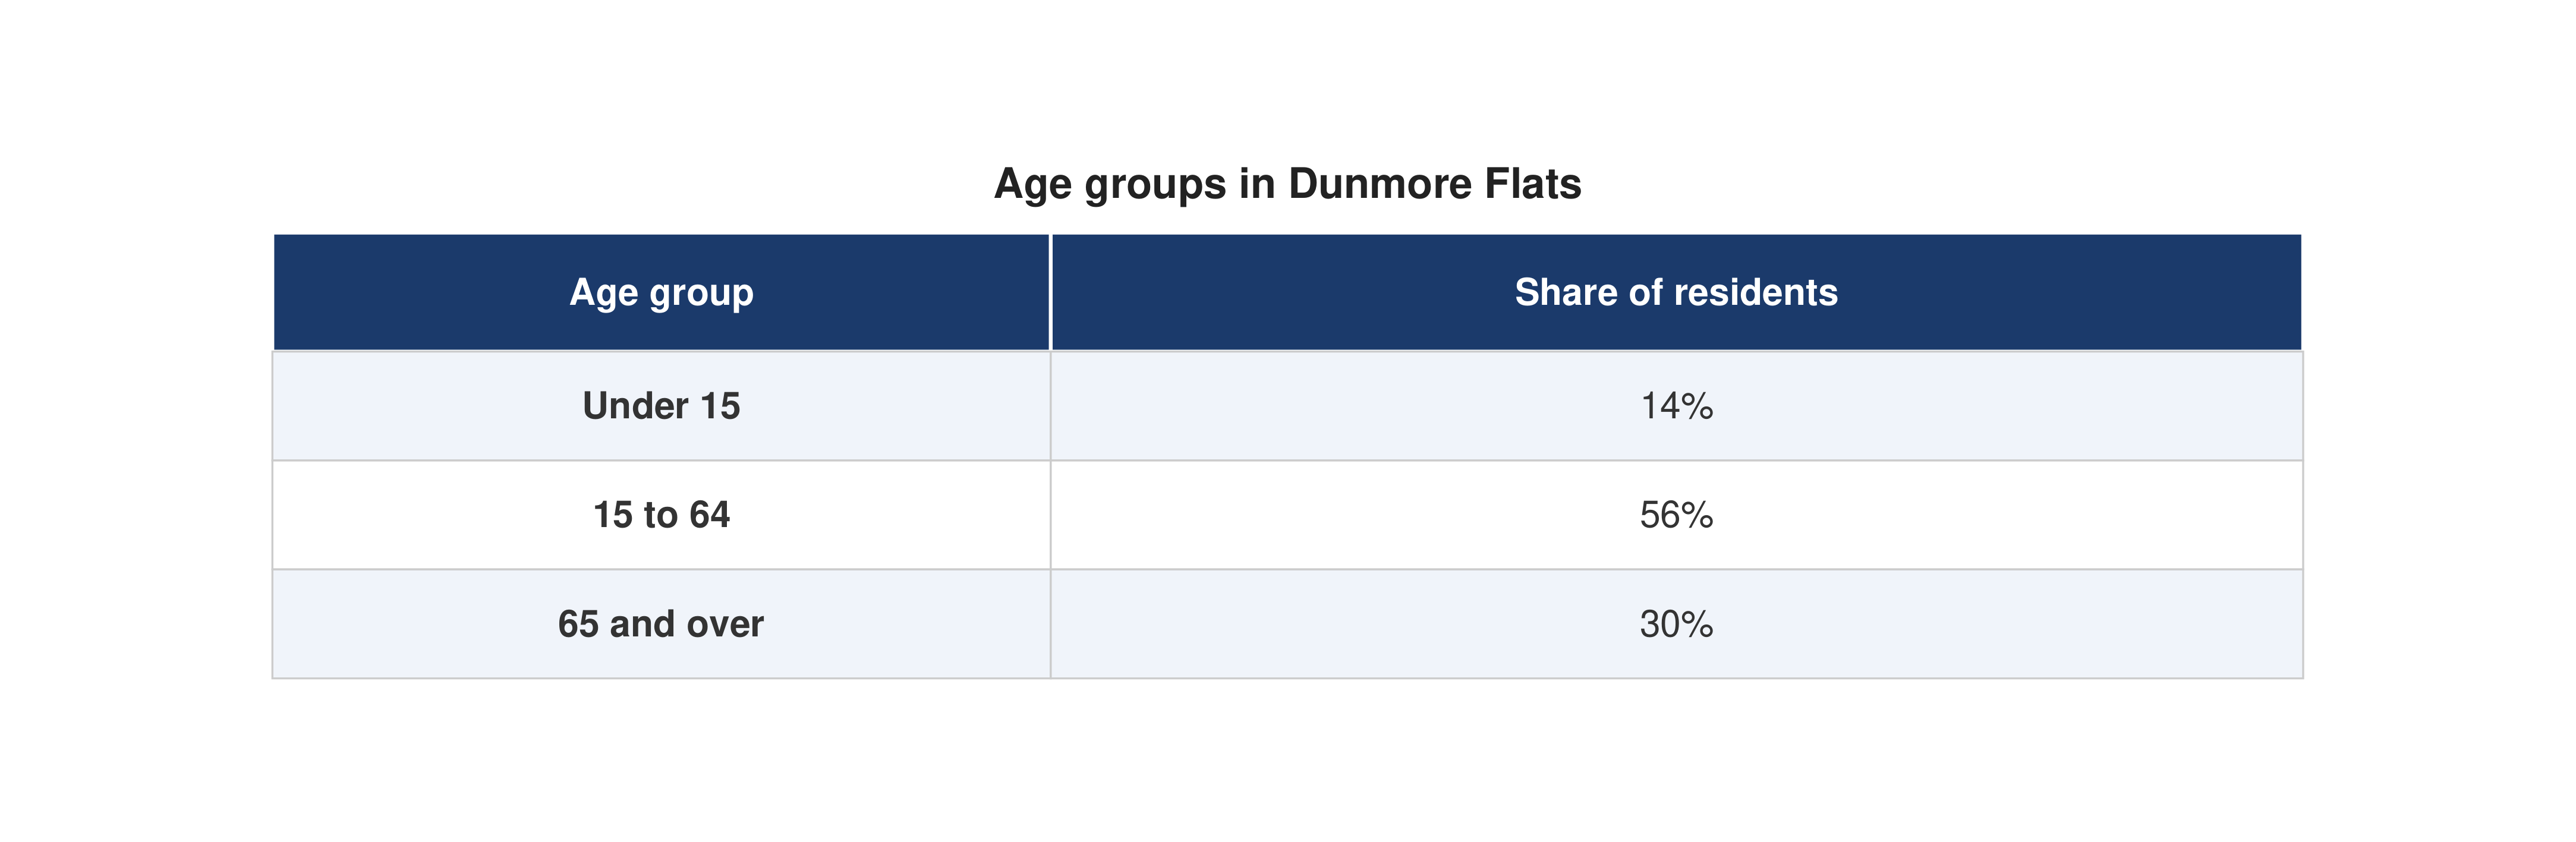 Age groups in Dunmore Flats
Age group Share of residents
Under 15 14%
15 to 64 56%
65 and over 30%